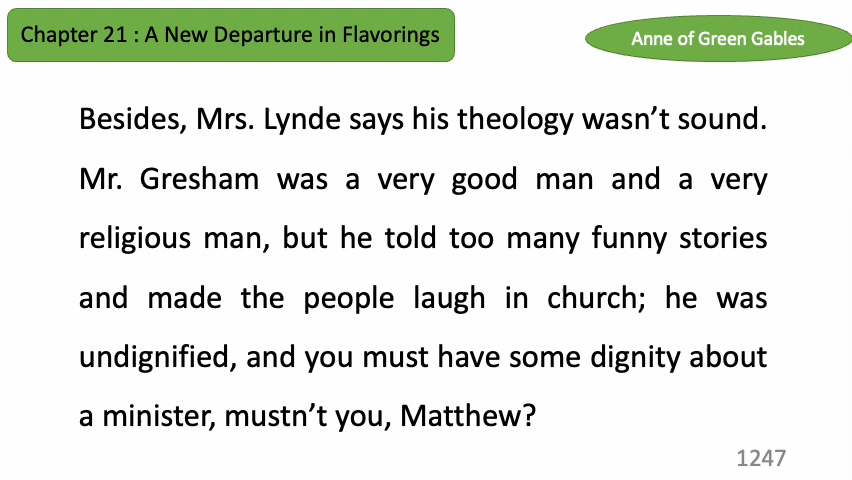 Chapter 21 : A New Departure in Flavorings
Anne of Green Gables
Besides, Mrs. Lynde says his theology wasn’t sound.
Mr. Gresham was a very good man and a very
religious man, but he told too many funny stories
and made the people laugh in church; he was
undignified, and you must have some dignity about
a minister, mustn’t you, Matthew?
1247